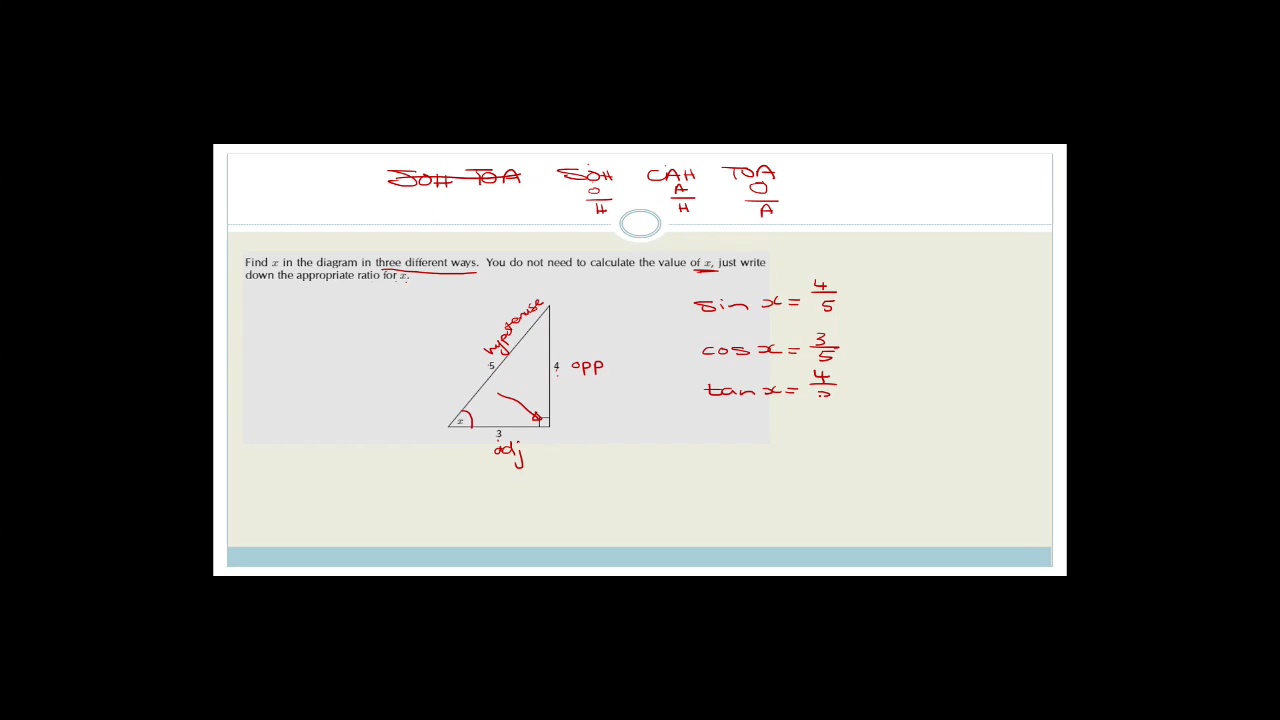 SOH TOA SOH CAH TOA
O/H A/H O/A
Find x in the diagram in three different ways. You do not need to calculate the value of x, just write
down the appropriate ratio for x.
hypotenuse
5
4 opp
x
3
adj
sin x = 4/5
cos x = 3/5
tan x = 4/